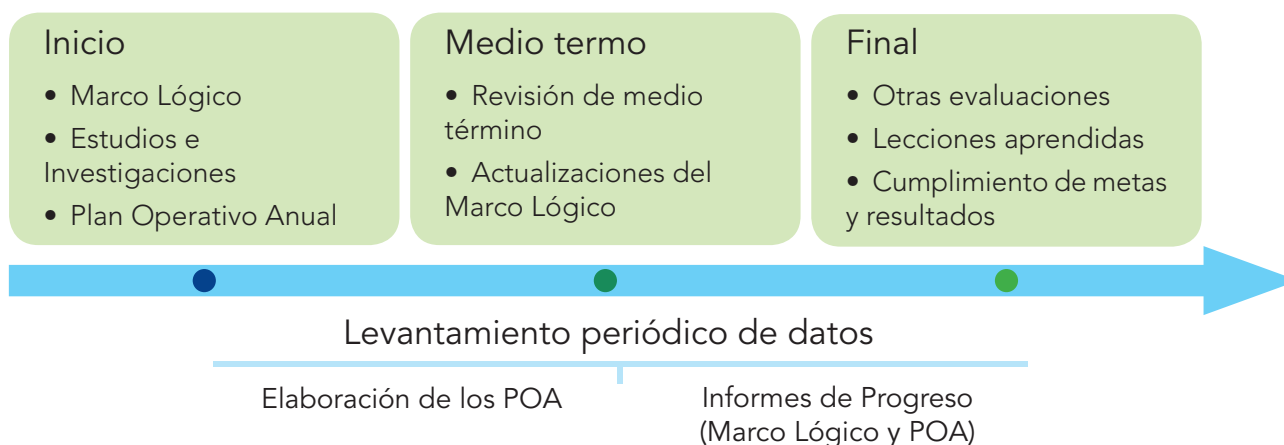 Inicio
• Marco Lógico
• Estudios e
Investigaciones
• Plan Operativo Anual
Medio termo
• Revisión de medio
término
• Actualizaciones del
Marco Lógico
Final
• Otras evaluaciones
• Lecciones aprendidas
• Cumplimiento de metas
y resultados
Levantamiento periódico de datos
Elaboración de los POA
Informes de Progreso
(Marco Lógico y POA)